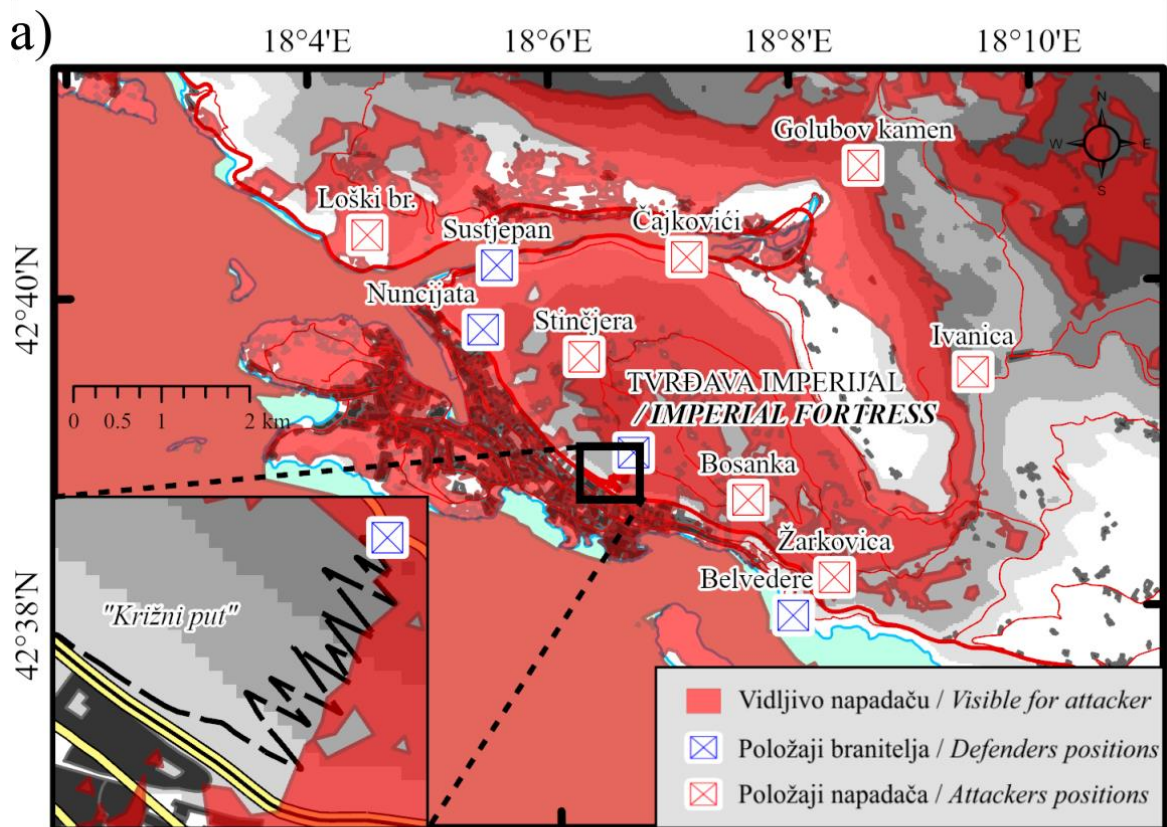 a)
18°4'E
18°6'E
18°8'E
18°10'E
N
W
E
S
Golubov kamen
Loški br.
Sustjepan
Čajkovići
42°40'N
Nuncijata
Stinčjera
Ivanica
TVRĐAVA IMPERIJAL
/ IMPERIAL FORTRESS
0 0.5 1 2 km
Bosanka
Žarkovica
Belvedere
42°38'N
"Križni put"
Vidljivo napadaču / Visible for attacker
Položaji branitelja / Defenders positions
Položaji napadača / Attackers positions